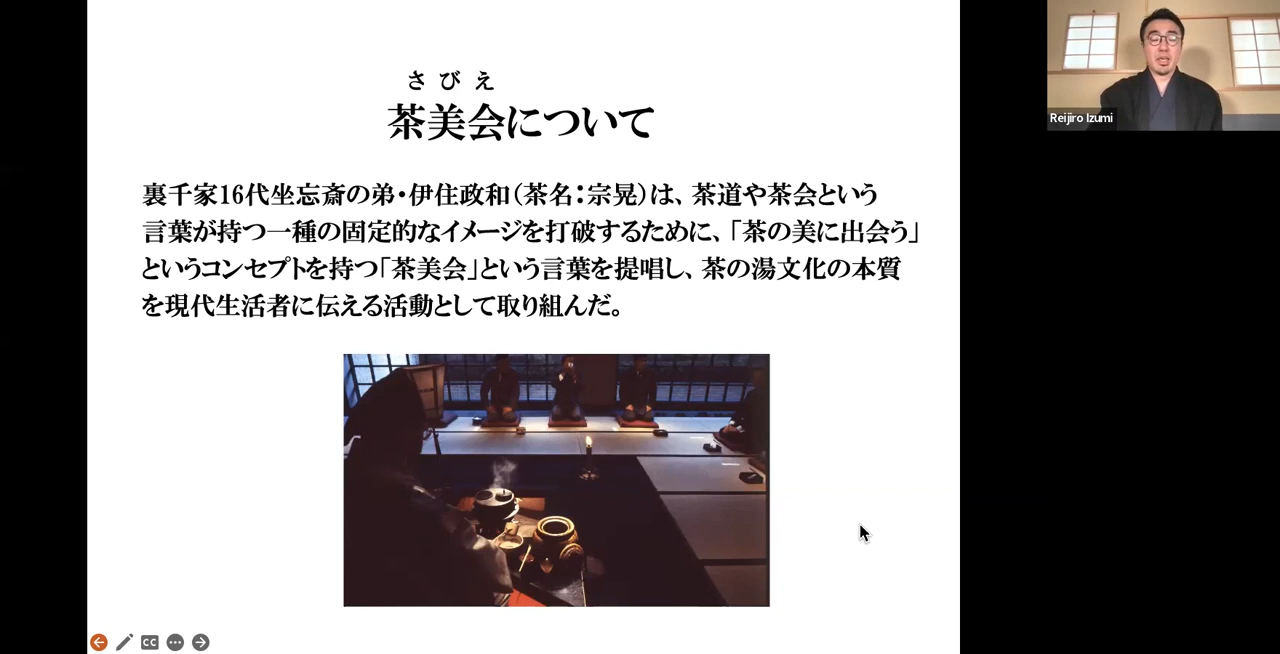 さびえ
茶美会について
裏千家16代坐忘斎の弟・伊住政和（茶名：宗晃）は、茶道や茶会という
言葉が持つ一種の固定的なイメージを打破するために、「茶の美に出会う」
というコンセプトを持つ「茶美会」という言葉を提唱し、茶の湯文化の本質
を現代生活者に伝える活動として取り組んだ。
Reijiro Izumi
CC